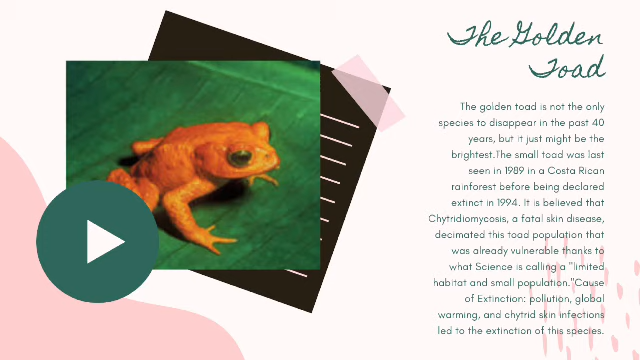 The Golden
Toad
The golden toad is not the only
species to disappear in the past 40
years, but it just might be the
brightest.The small toad was last
seen in 1989 in a Costa Rican
rainforest before being declared
extinct in 1994. It is believed that
Chytridiomycosis, a fatal skin disease,
decimated this toad population that
was already vulnerable thanks to
what Science is calling a "limited
habitat and small population."Cause
of Extinction: pollution, global
warming, and chytrid skin infections
led to the extinction of this species.